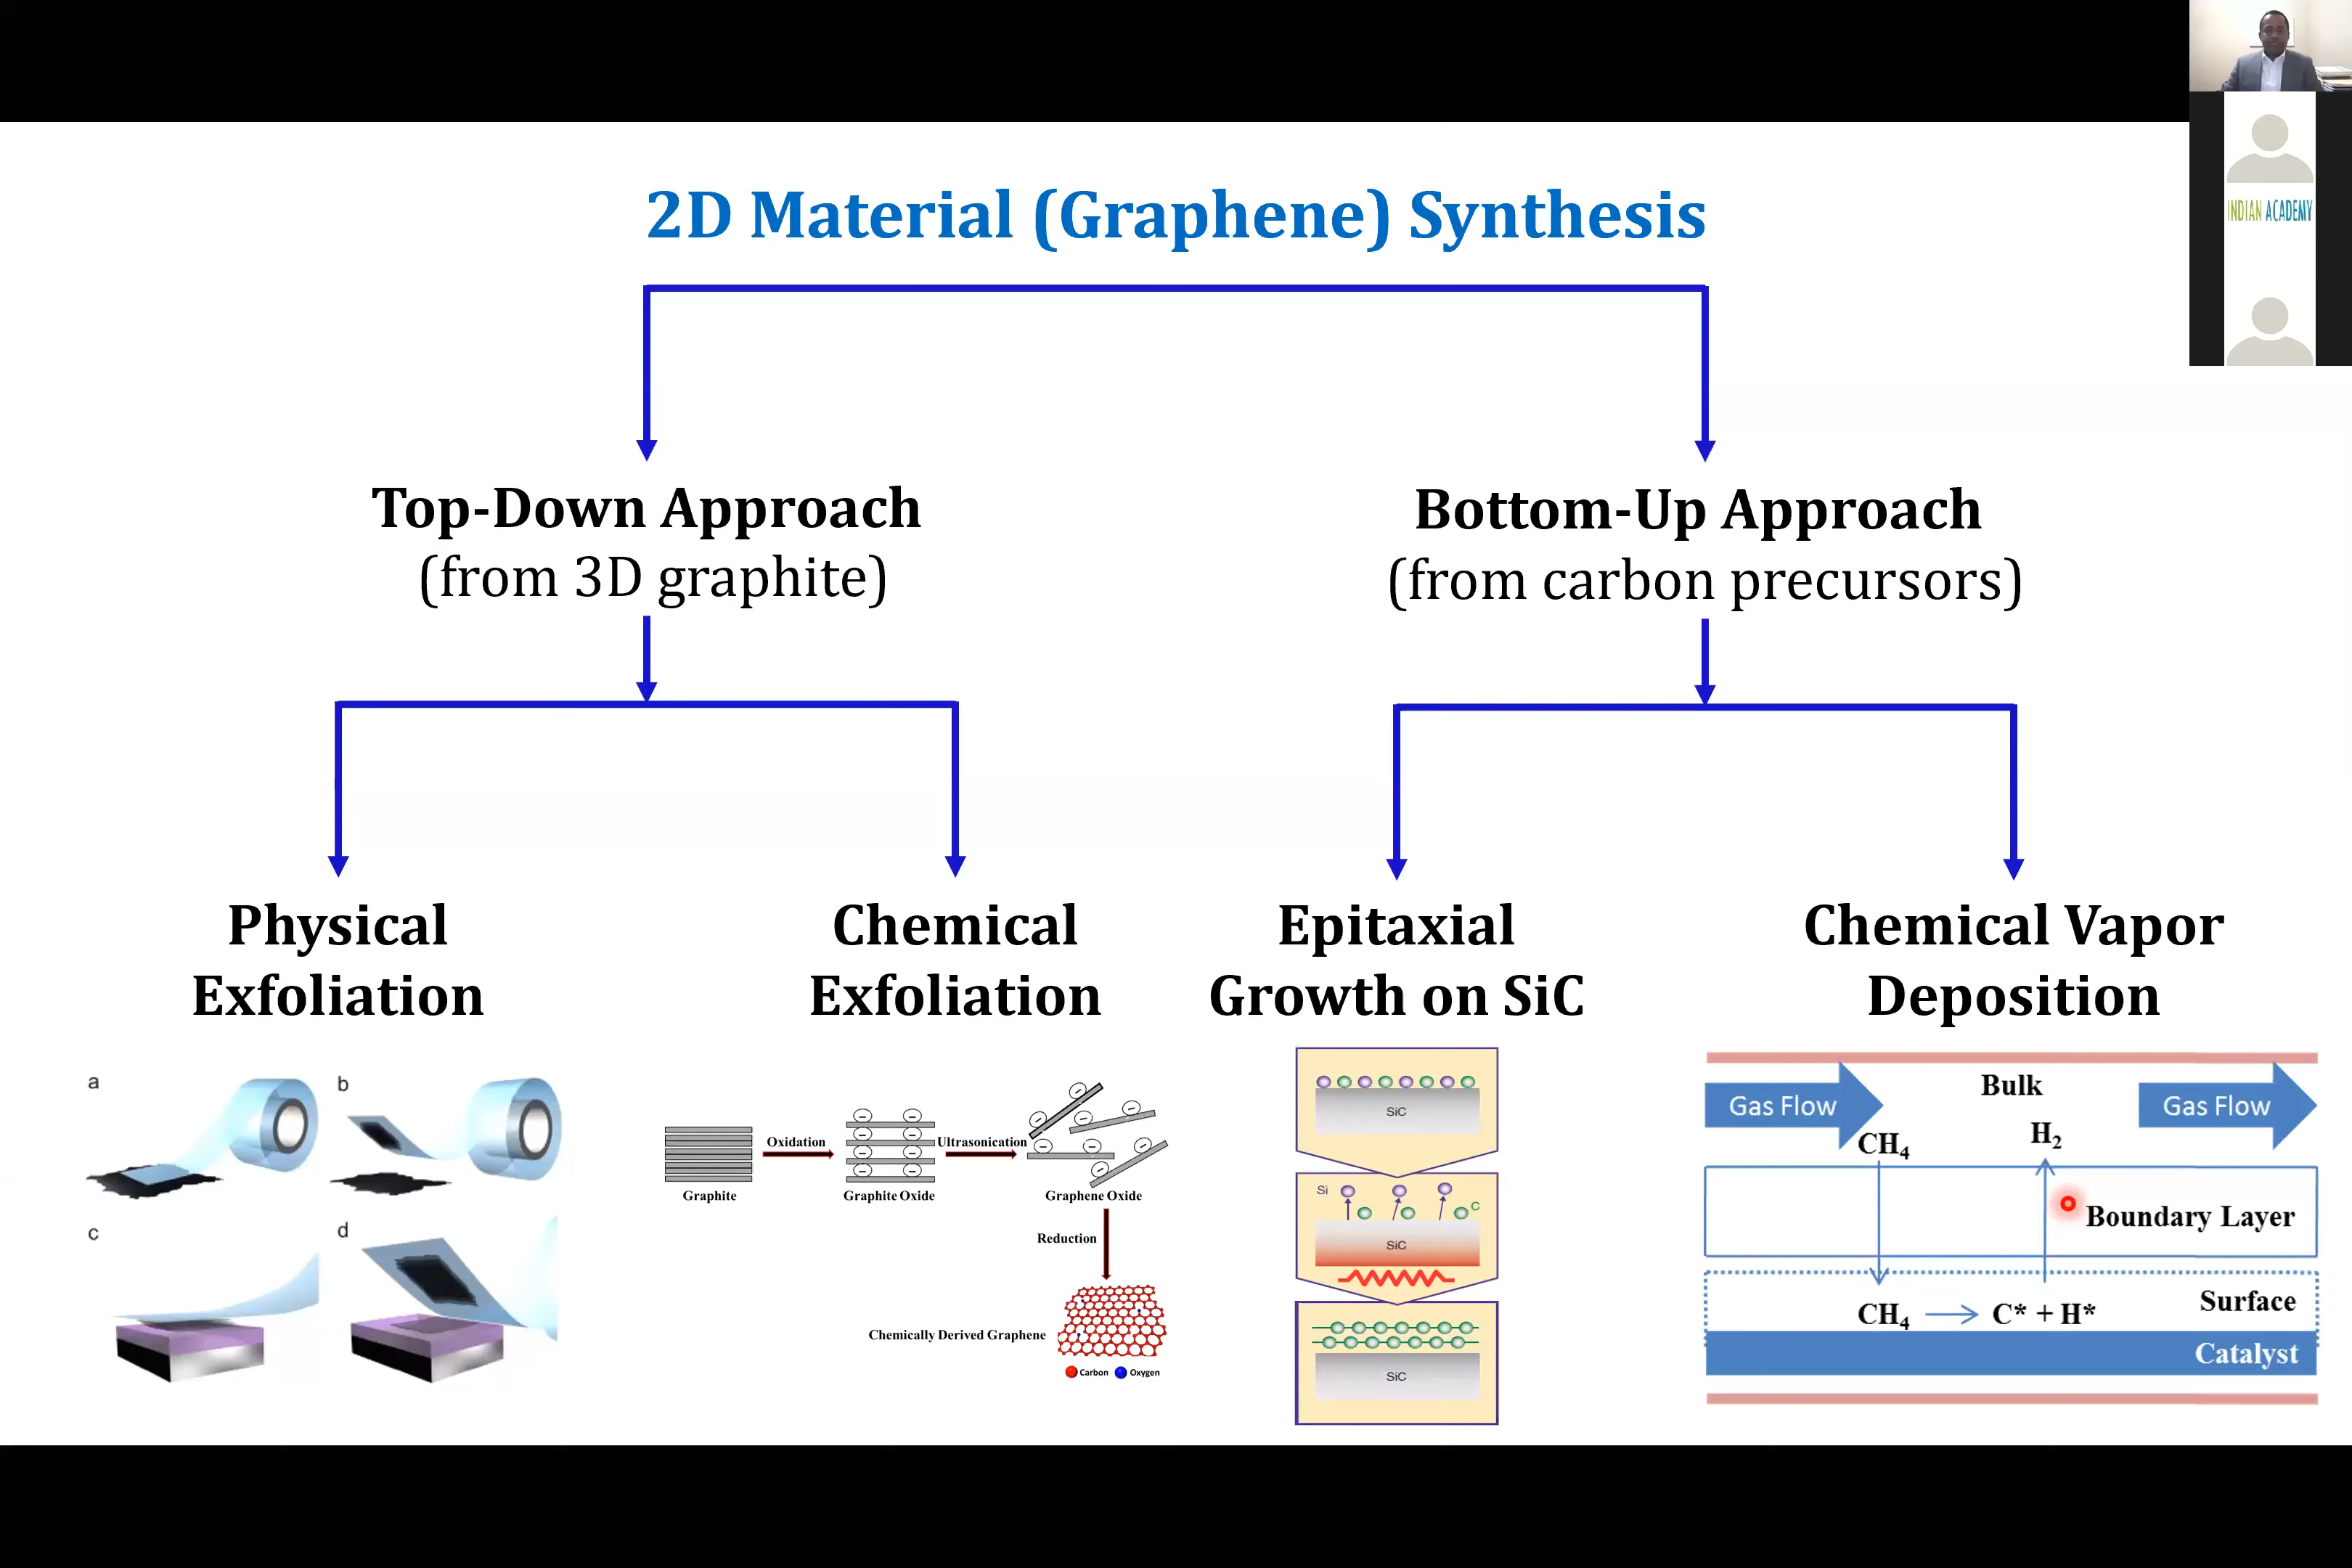 INDIAN ACADEMY
2D Material (Graphene) Synthesis
Top-Down Approach
(from 3D graphite)
Bottom-Up Approach
(from carbon precursors)
Physical
Exfoliation
Chemical
Exfoliation
Epitaxial
Growth on SiC
Chemical Vapor
Deposition
a
b
c
d
Oxidation
Ultrasonication
Graphite
Graphite Oxide
Graphene Oxide
Reduction
Chemically Derived Graphene
Carbon
Oxygen
SiC
Si
C
SiC
SiC
Gas Flow
Bulk
Gas Flow
CH₄
H₂
Boundary Layer
Surface
CH₄ → C* + H*
Catalyst